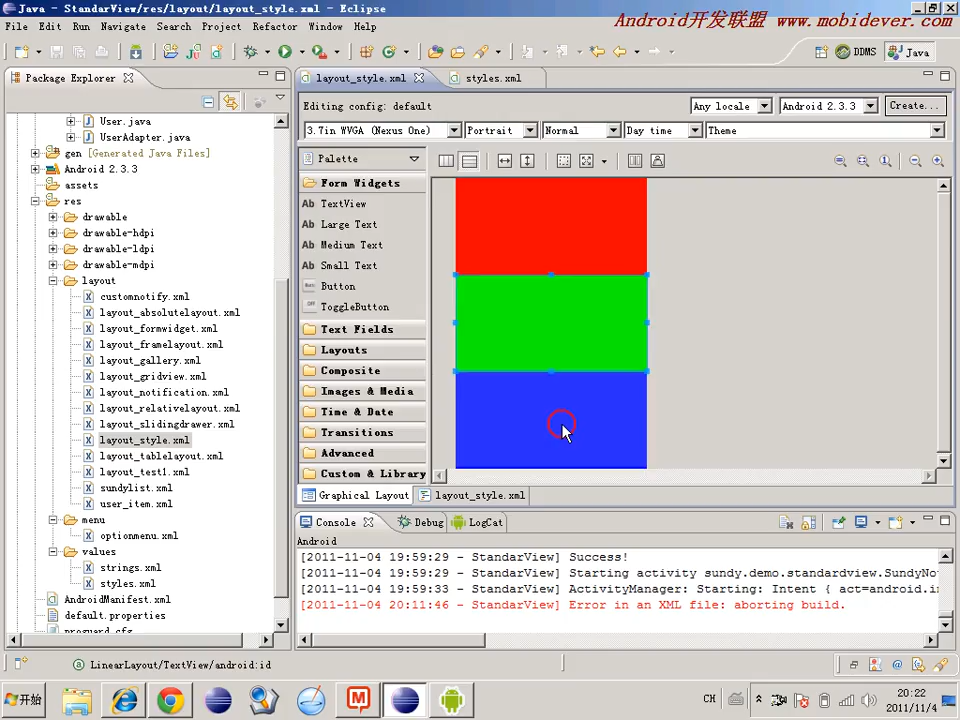 Java - StandarView/res/layout/layout_style.xml - Eclipse
File Edit Run Navigate Search Project Refactor Window Help
Android开发联盟 www.mobidever.com
DDMS Java
Package Explorer
layout_style.xml styles.xml
Editing config: default
Any locale Android 2.3.3 Create...
3.7in WVGA (Nexus One) Portrait Normal Day time Theme
User.java
UserAdapter.java
gen [Generated Java Files]
Android 2.3.3
assets
res
drawable
drawable-hdpi
drawable-ldpi
drawable-mdpi
layout
customnotify.xml
layout_absolutelayout.xml
layout_formwidget.xml
layout_framelayout.xml
layout_gallery.xml
layout_gridview.xml
layout_notification.xml
layout_relativelayout.xml
layout_slidingdrawer.xml
layout_style.xml
layout_tablelayout.xml
layout_test1.xml
sundylist.xml
user_item.xml
menu
optionmenu.xml
values
strings.xml
styles.xml
AndroidManifest.xml
default.properties
proguard.cfg
Palette
Form Widgets
Ab TextView
Ab Large Text
Ab Medium Text
Ab Small Text
Button
ToggleButton
Text Fields
Layouts
Composite
Images & Media
Time & Date
Transitions
Advanced
Custom & Library
Graphical Layout layout_style.xml
Console Debug LogCat
Android
[2011-11-04 19:59:29 - StandarView] Success!
[2011-11-04 19:59:29 - StandarView] Starting activity sundy.demo.standardview.SundyNo
[2011-11-04 19:59:33 - StandarView] ActivityManager: Starting: Intent { act=android.in
[2011-11-04 20:11:46 - StandarView] Error in an XML file: aborting build.
LinearLayout/TextView/android:id
开始
CH
20:22
2011/11/4